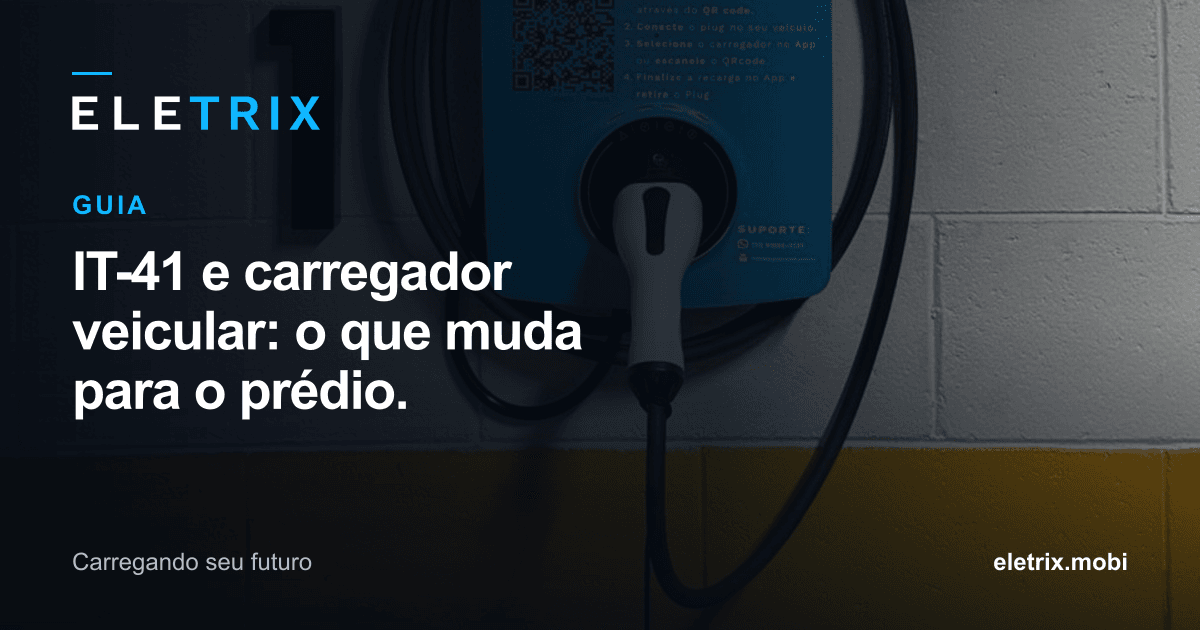 ELETRIX
GUIA
IT-41 e carregador
veicular: o que muda
para o prédio.
Carregando seu futuro
eletrix.mobi
1
através do QR code.
2. Conecte o plug no seu veículo.
3. Selecione o carregador no App
ou escaneie o QRcode.
4. Finalize a recarga no App e
retire o Plug
SUPORTE: